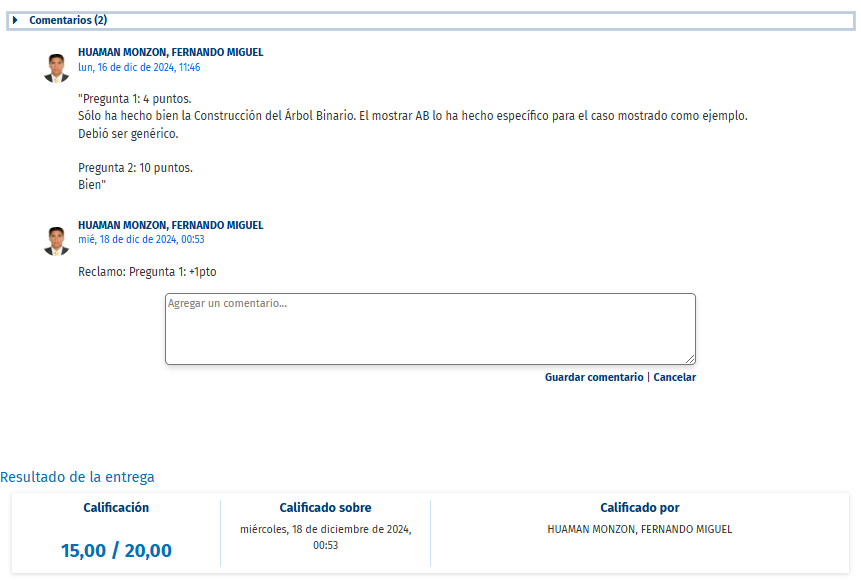 Comentarios (2)
HUAMAN MONZON, FERNANDO MIGUEL
lun, 16 de dic de 2024, 11:46
"Pregunta 1: 4 puntos.
Sólo ha hecho bien la Construcción del Árbol Binario. El mostrar AB lo ha hecho específico para el caso mostrado como ejemplo.
Debió ser genérico.
Pregunta 2: 10 puntos.
Bien"
HUAMAN MONZON, FERNANDO MIGUEL
mié, 18 de dic de 2024, 00:53
Reclamo: Pregunta 1: +1pto
Agregar un comentario...
Guardar comentario | Cancelar
Resultado de la entrega
Calificación
15,00 / 20,00
Calificado sobre
miércoles, 18 de diciembre de 2024,
00:53
Calificado por
HUAMAN MONZON, FERNANDO MIGUEL